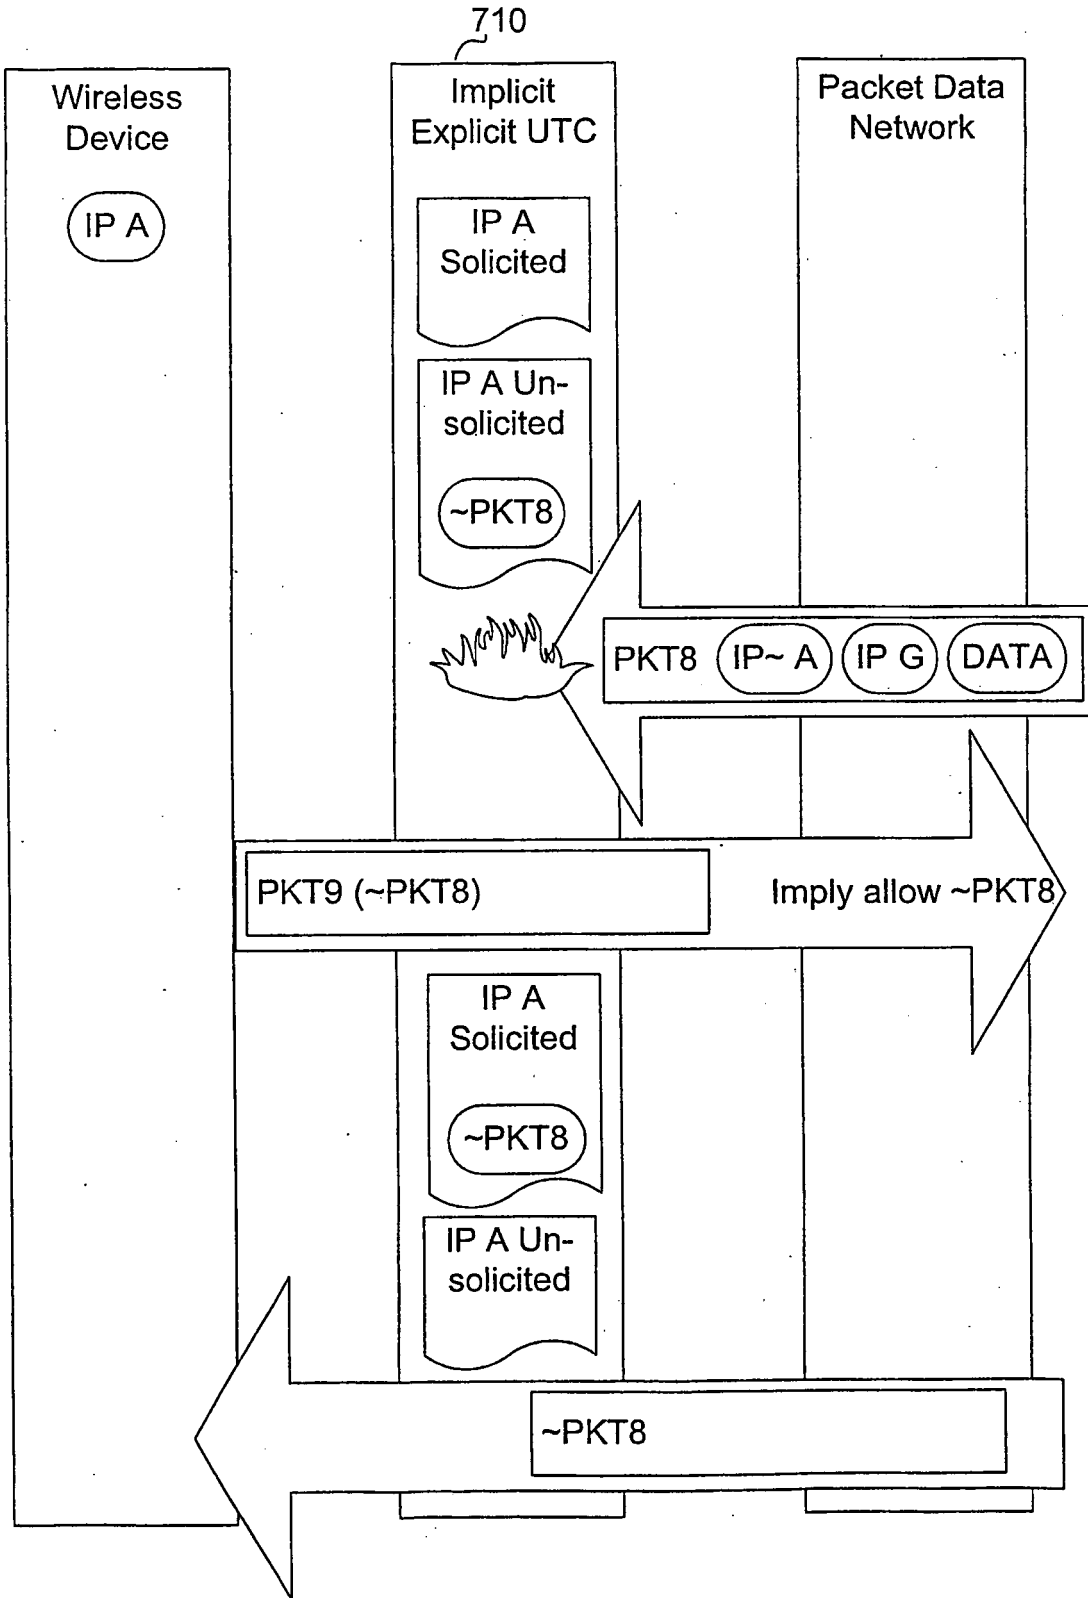 710
Wireless
Device
IP A
Implicit
Explicit UTC
Packet Data
Network
IP A
Solicited
IP A Un-
solicited
~PKT8
PKT8 IP~ A IP G DATA
PKT9 (~PKT8) Imply allow ~PKT8
IP A
Solicited
~PKT8
IP A Un-
solicited
~PKT8